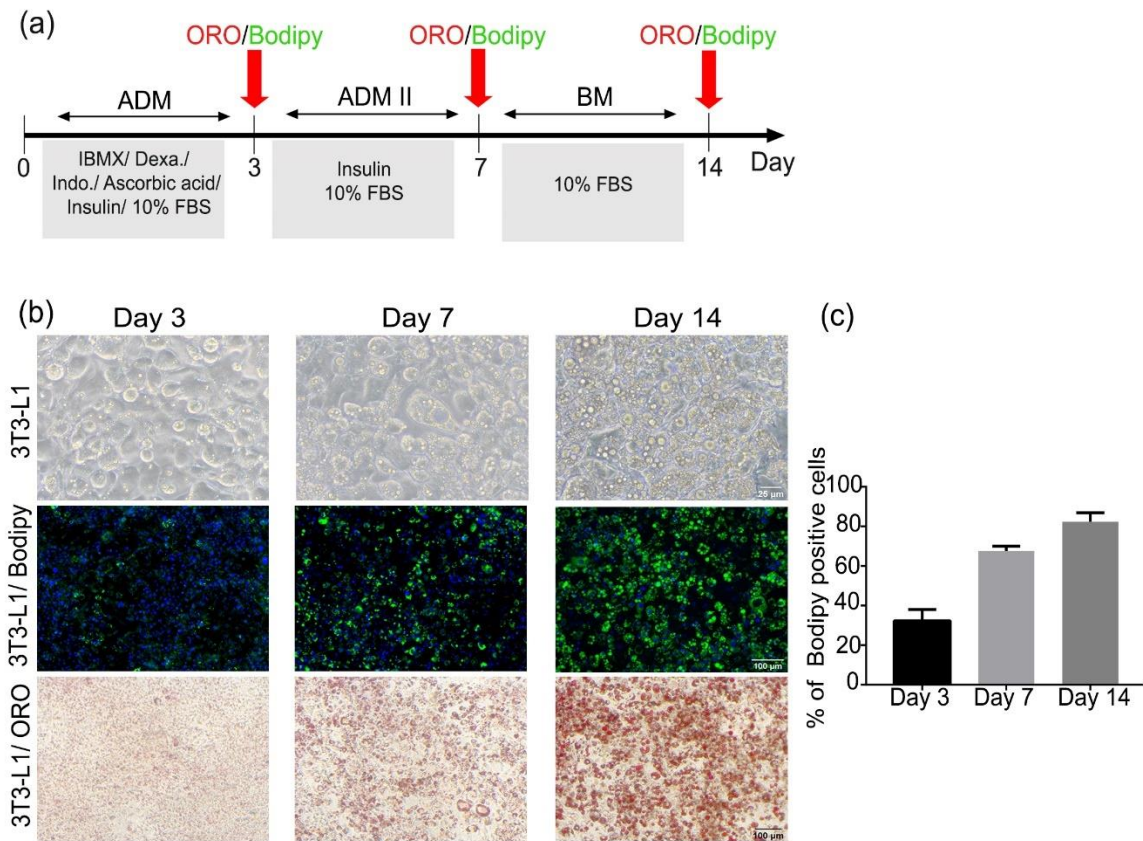 (a)
ORO/Bodipy ORO/Bodipy ORO/Bodipy
ADM ADM II BM
0 3 7 14 Day
IBMX/ Dexa./
Indo./ Ascorbic acid/
Insulin/ 10% FBS
Insulin
10% FBS
10% FBS
(b)
Day 3 Day 7 Day 14
3T3-L1
25 µm
3T3-L1/ Bodipy
100 µm
3T3-L1/ ORO
100 µm
(c)
% of Bodipy positive cells
100
80
60
40
20
0
Day 3 Day 7 Day 14